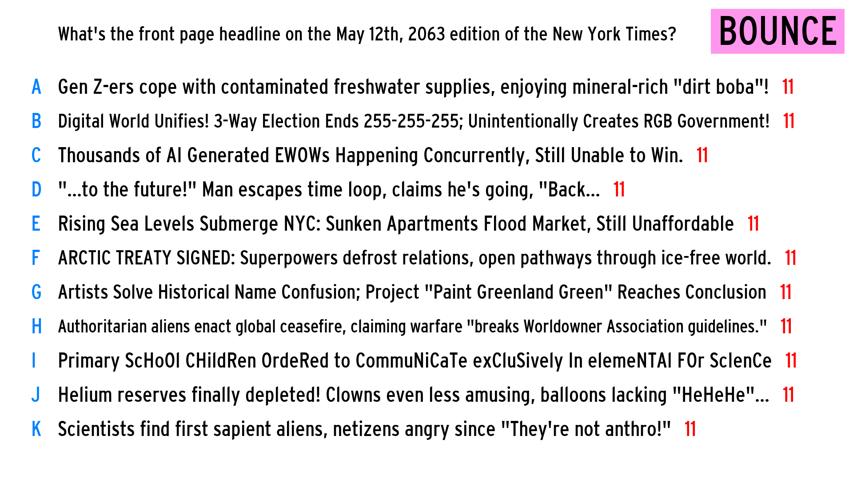 What's the front page headline on the May 12th, 2063 edition of the New York Times?
BOUNCE
A Gen Z-ers cope with contaminated freshwater supplies, enjoying mineral-rich "dirt boba"! 11
B Digital World Unifies! 3-Way Election Ends 255-255-255; Unintentionally Creates RGB Government! 11
C Thousands of AI Generated EWOWs Happening Concurrently, Still Unable to Win. 11
D "...to the future!" Man escapes time loop, claims he's going, "Back... 11
E Rising Sea Levels Submerge NYC: Sunken Apartments Flood Market, Still Unaffordable 11
F ARCTIC TREATY SIGNED: Superpowers defrost relations, open pathways through ice-free world. 11
G Artists Solve Historical Name Confusion; Project "Paint Greenland Green" Reaches Conclusion 11
H Authoritarian aliens enact global ceasefire, claiming warfare "breaks Worldowner Association guidelines." 11
I Primary ScHoOl CHildRen OrdeRed to CommuNiCaTe exCluSively In elemeNTAl FOr ScIenCe 11
J Helium reserves finally depleted! Clowns even less amusing, balloons lacking "HeHeHe"... 11
K Scientists find first sapient aliens, netizens angry since "They're not anthro!" 11